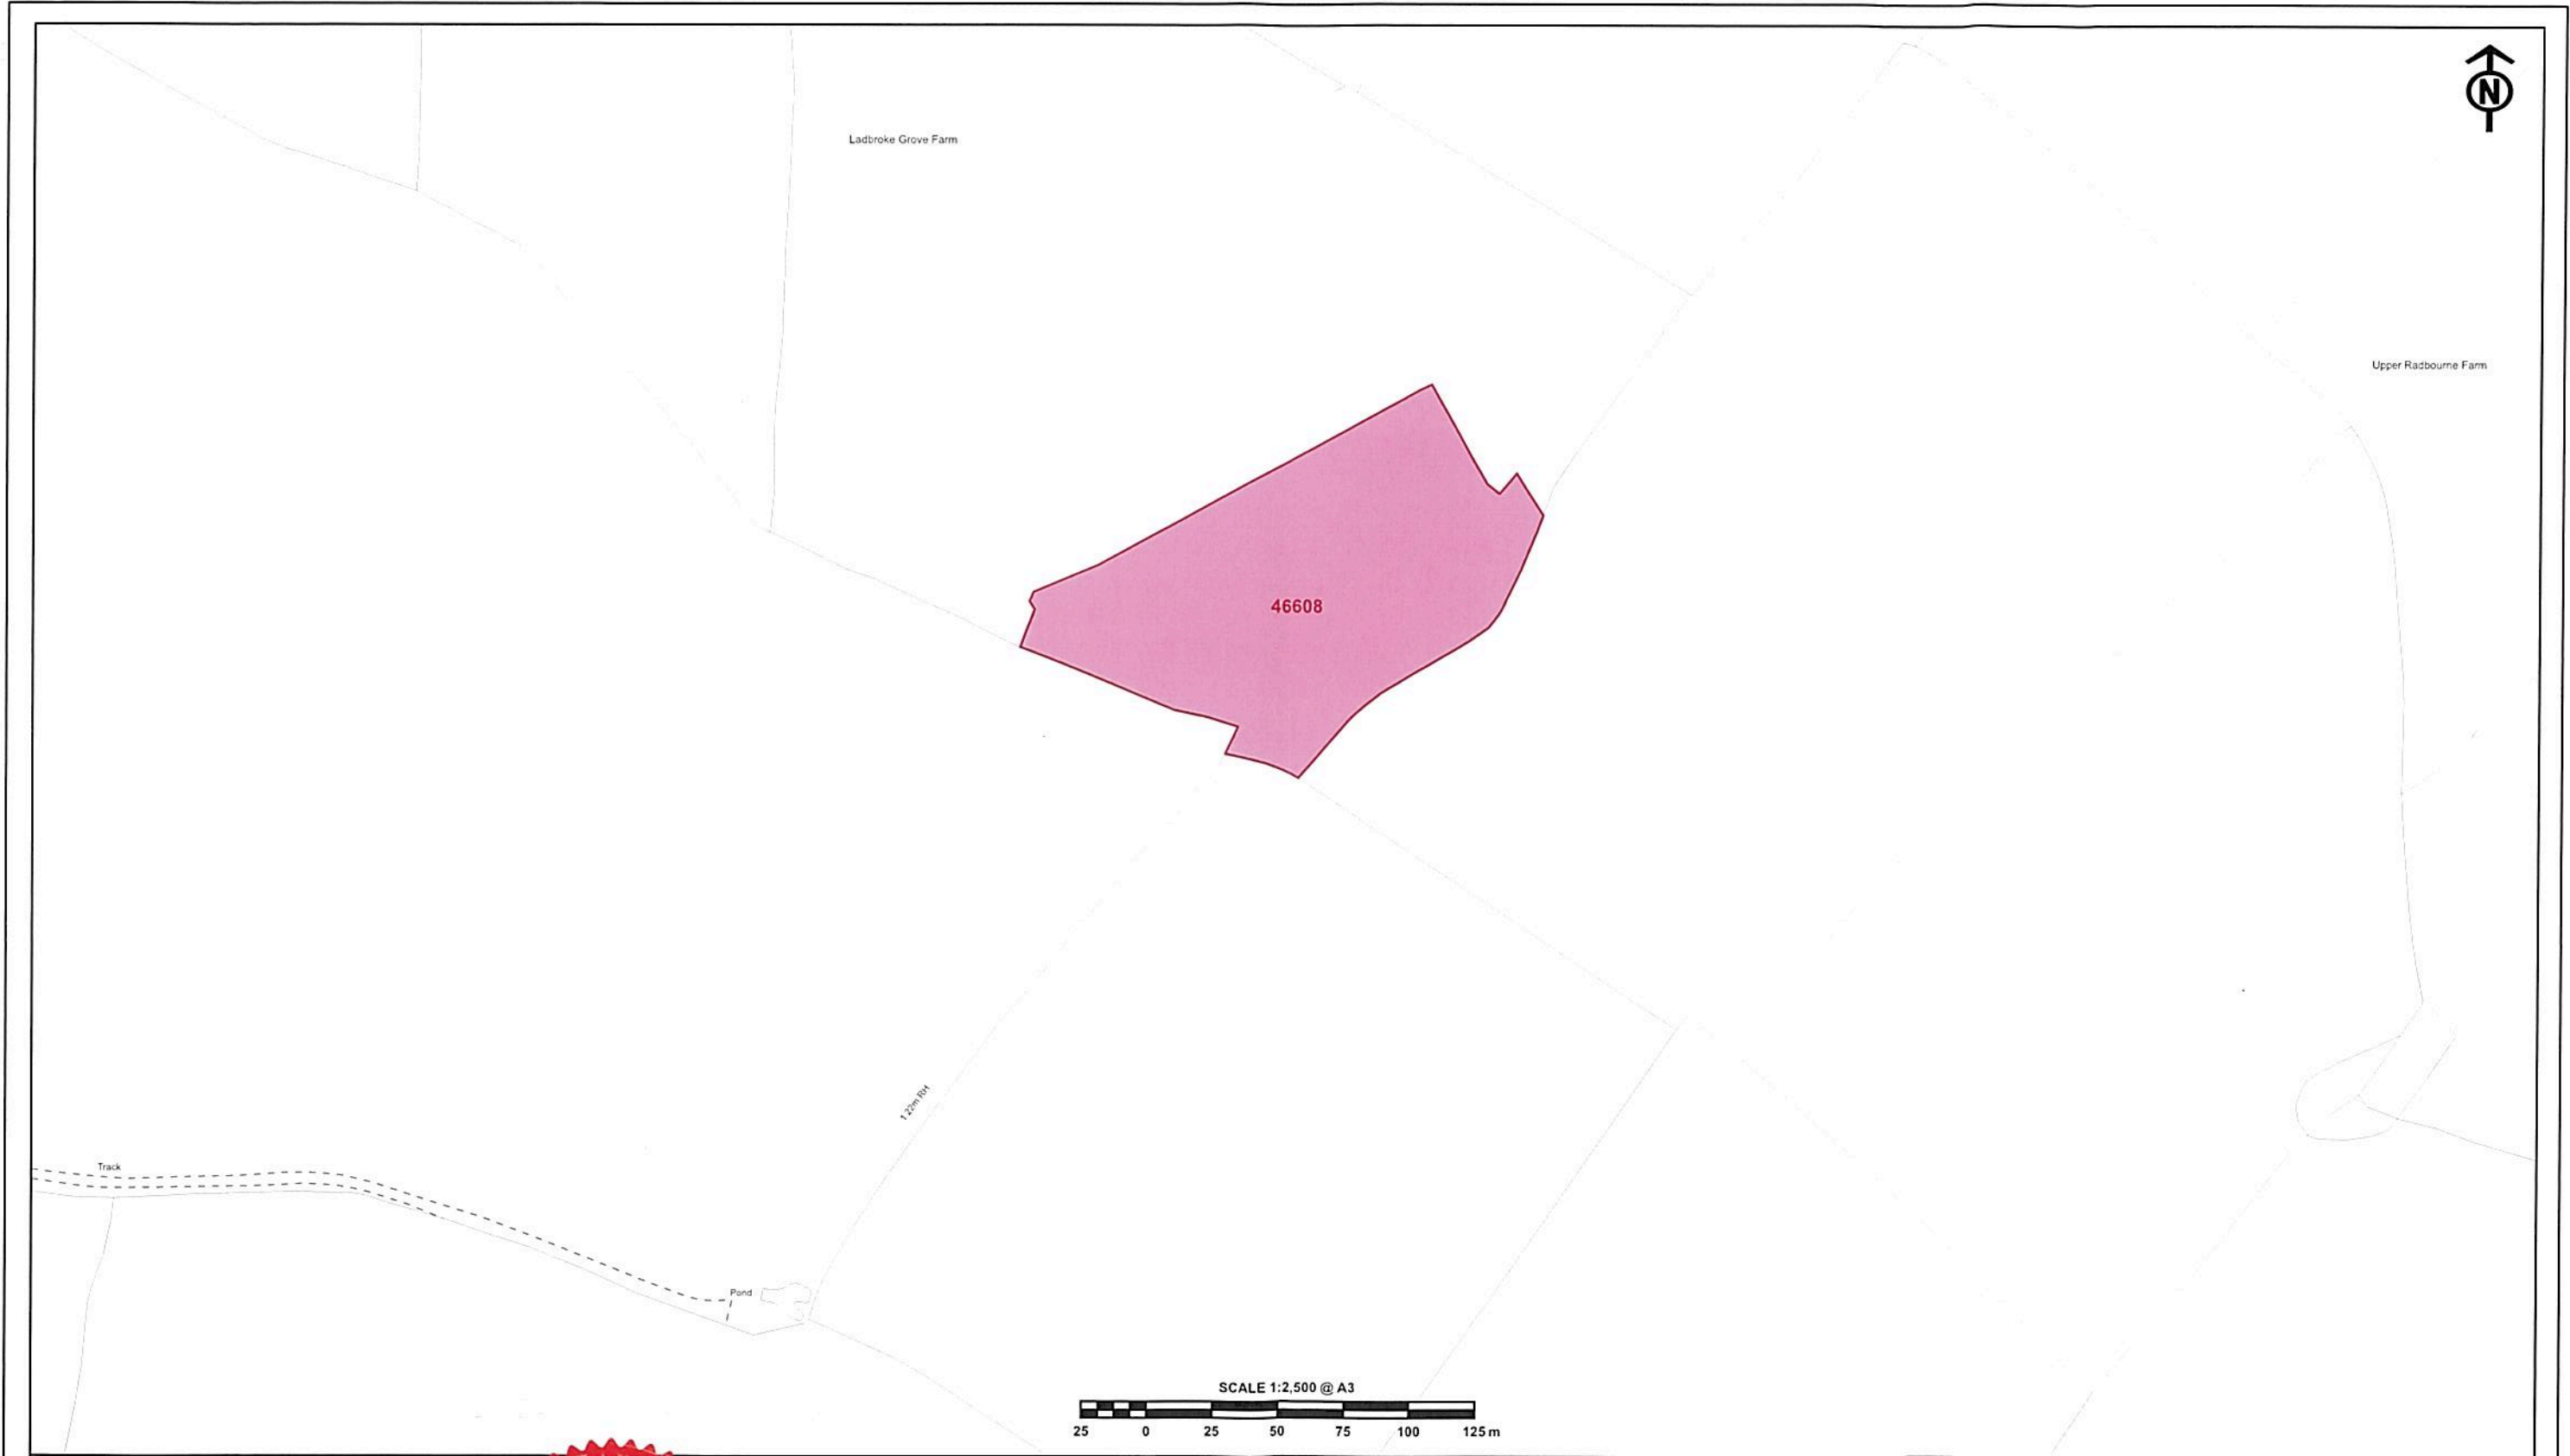 N
Ladbroke Grove Farm
Upper Radbourne Farm
46608
1.22m RH
Track
Pond
SCALE 1:2,500 @ A3
25 0 25 50 75 100 125 m